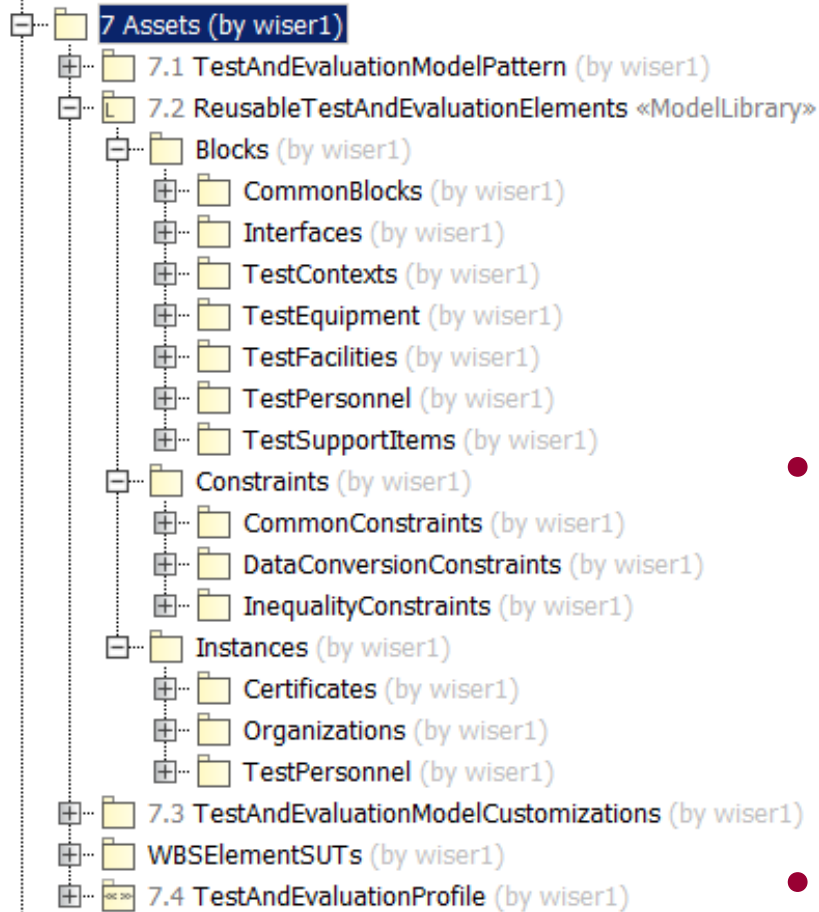 7 Assets (by wiser1)
7.1 TestAndEvaluationModelPattern (by wiser1)
7.2 ReusableTestAndEvaluationElements «ModelLibrary»
Blocks (by wiser1)
CommonBlocks (by wiser1)
Interfaces (by wiser1)
TestContexts (by wiser1)
TestEquipment (by wiser1)
TestFacilities (by wiser1)
TestPersonnel (by wiser1)
TestSupportItems (by wiser1)
Constraints (by wiser1)
CommonConstraints (by wiser1)
DataConversionConstraints (by wiser1)
InequalityConstraints (by wiser1)
Instances (by wiser1)
Certificates (by wiser1)
Organizations (by wiser1)
TestPersonnel (by wiser1)
7.3 TestAndEvaluationModelCustomizations (by wiser1)
WBSElementSUTs (by wiser1)
7.4 TestAndEvaluationProfile (by wiser1)